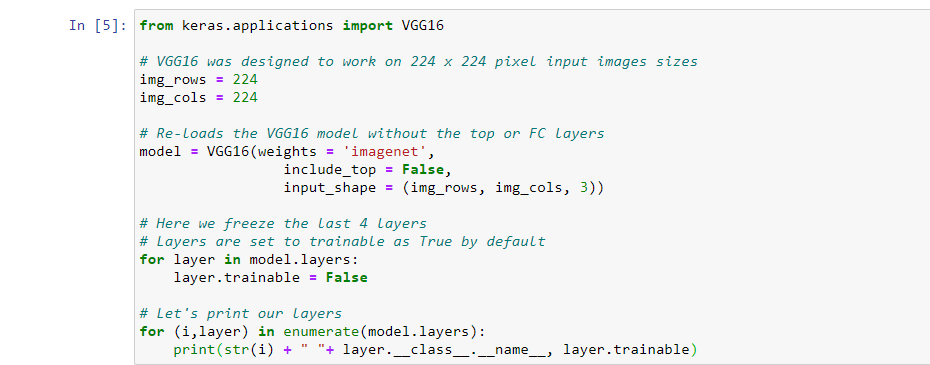 In [5]: from keras.applications import VGG16
# VGG16 was designed to work on 224 x 224 pixel input images sizes
img_rows = 224
img_cols = 224
# Re-loads the VGG16 model without the top or FC layers
model = VGG16(weights = 'imagenet',
                 include_top = False,
                 input_shape = (img_rows, img_cols, 3))
# Here we freeze the last 4 layers
# Layers are set to trainable as True by default
for layer in model.layers:
    layer.trainable = False
# Let's print our layers
for (i,layer) in enumerate(model.layers):
    print(str(i) + " "+ layer.__class__.__name__, layer.trainable)